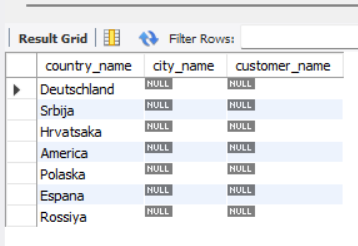 Result Grid Filter Rows:
country_name city_name customer_name
Deutschland NULL NULL
Srbija NULL NULL
Hrvatsaka NULL NULL
America NULL NULL
Polaska NULL NULL
Espana NULL NULL
Rossiya NULL NULL